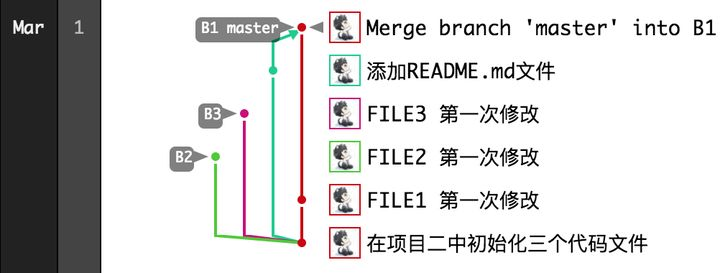 Mar 1 B1 master Merge branch 'master' into B1
添加README.md文件
B3 FILE3 第一次修改
B2 FILE2 第一次修改
FILE1 第一次修改
在项目二中初始化三个代码文件